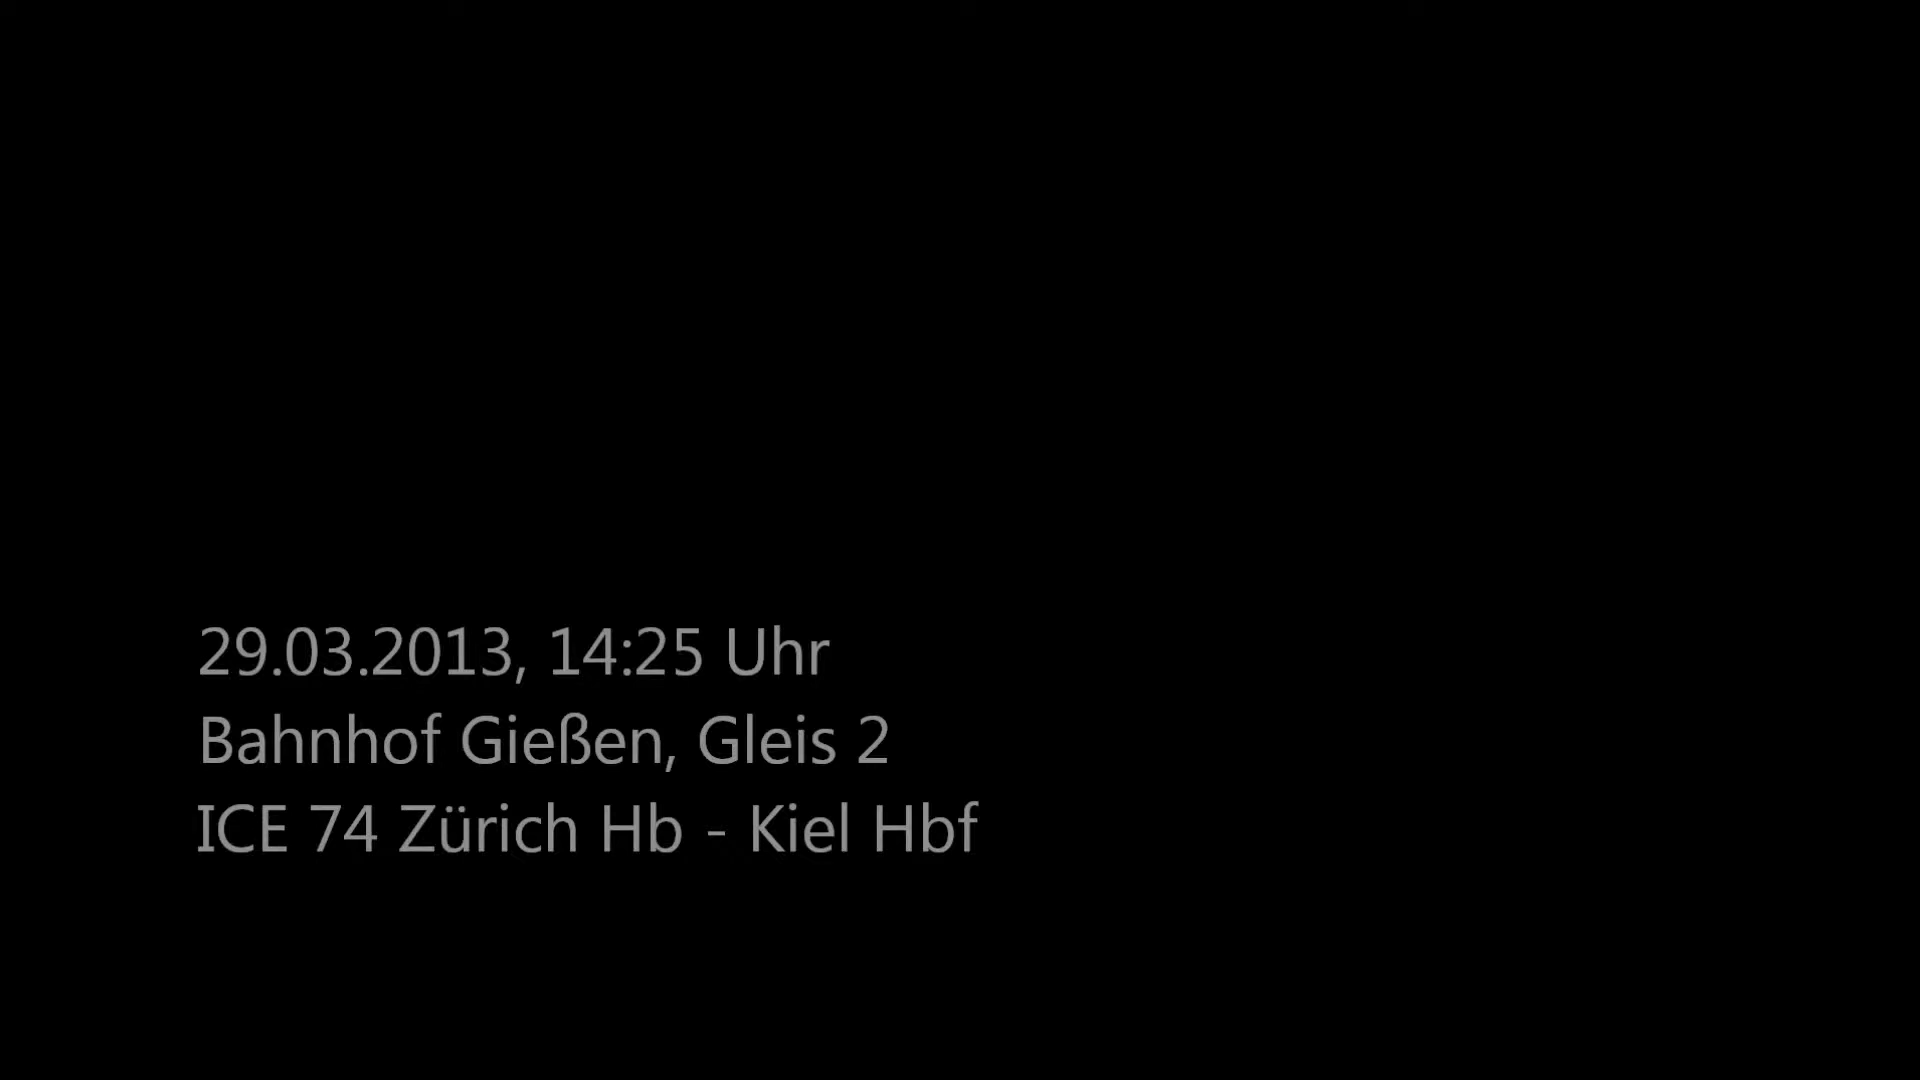 29.03.2013, 14:25 Uhr
Bahnhof Gießen, Gleis 2
ICE 74 Zürich Hb - Kiel Hbf